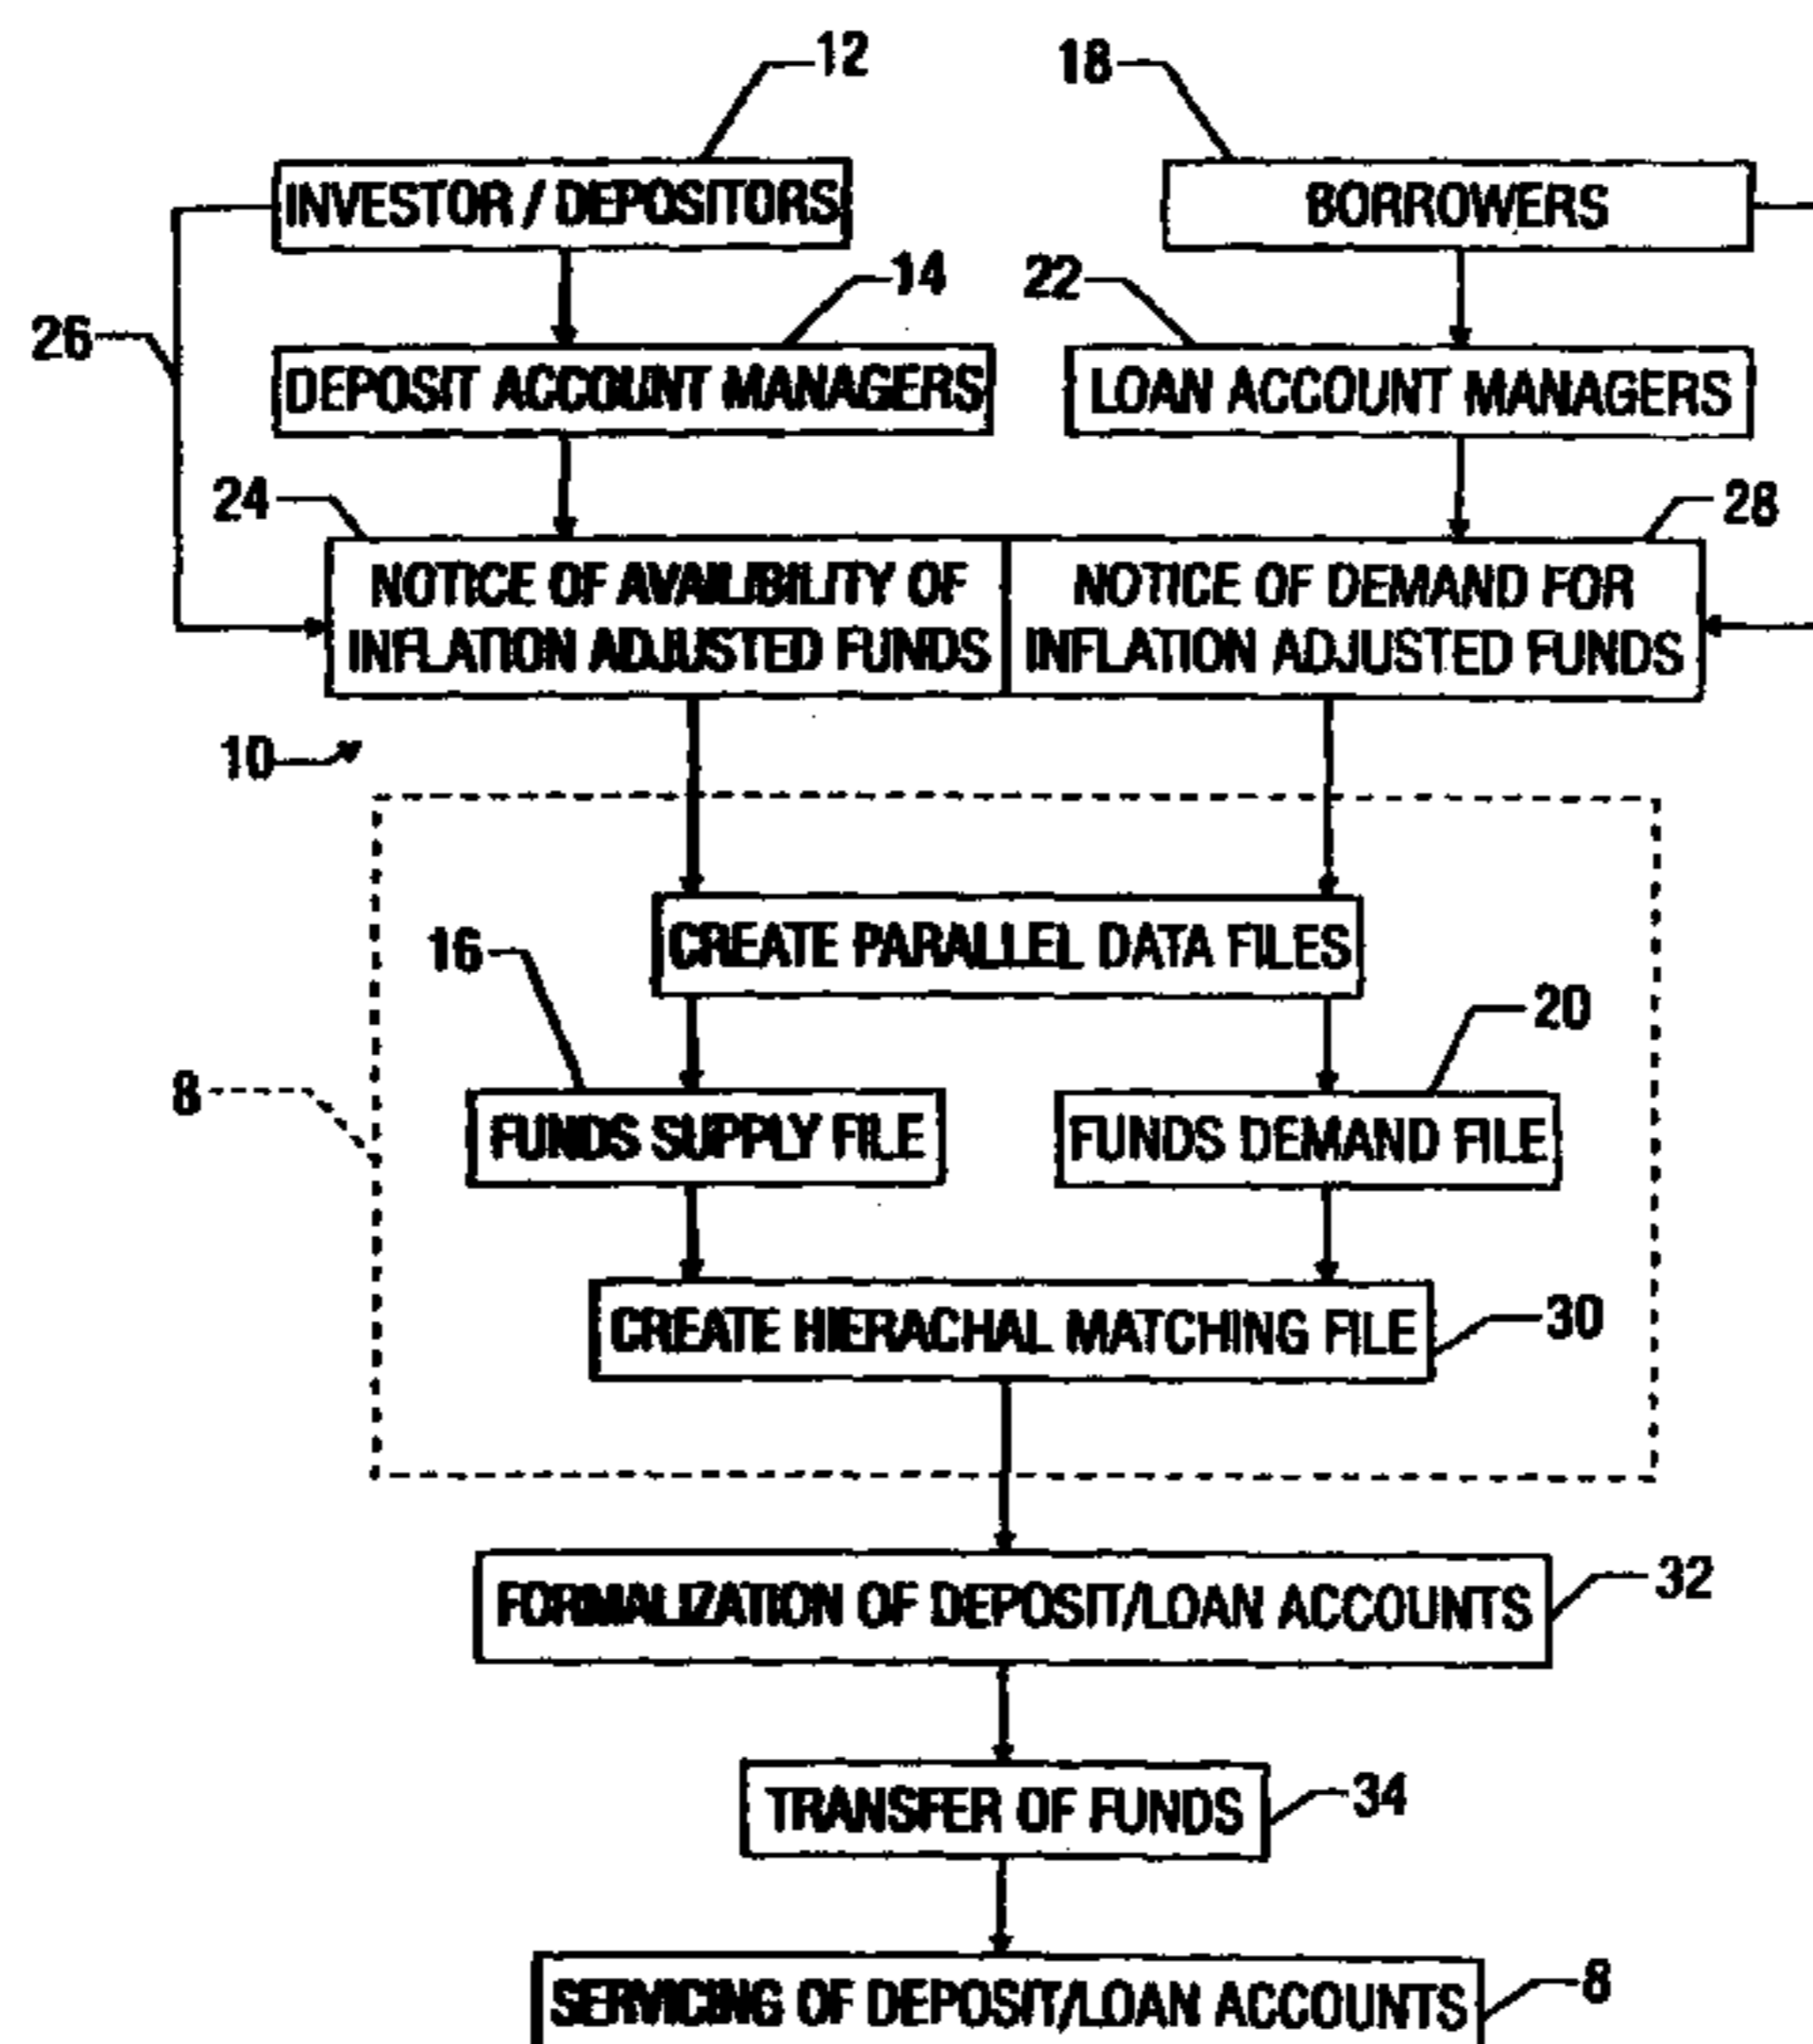 12
18
INVESTOR / DEPOSITORS
BORROWERS
14
22
26
DEPOSIT ACCOUNT MANAGERS
LOAN ACCOUNT MANAGERS
24
28
NOTICE OF AVAILIBILITY OF
INFLATION ADJUSTED FUNDS
NOTICE OF DEMAND FOR
INFLATION ADJUSTED FUNDS
10
CREATE PARALLEL DATA FILES
16
20
8
FUNDS SUPPLY FILE
FUNDS DEMAND FILE
CREATE HIERACHAL MATCHING FILE
30
FORMALIZATION OF DEPOSIT/LOAN ACCOUNTS
32
TRANSFER OF FUNDS
34
SERVICING OF DEPOSIT/LOAN ACCOUNTS
8